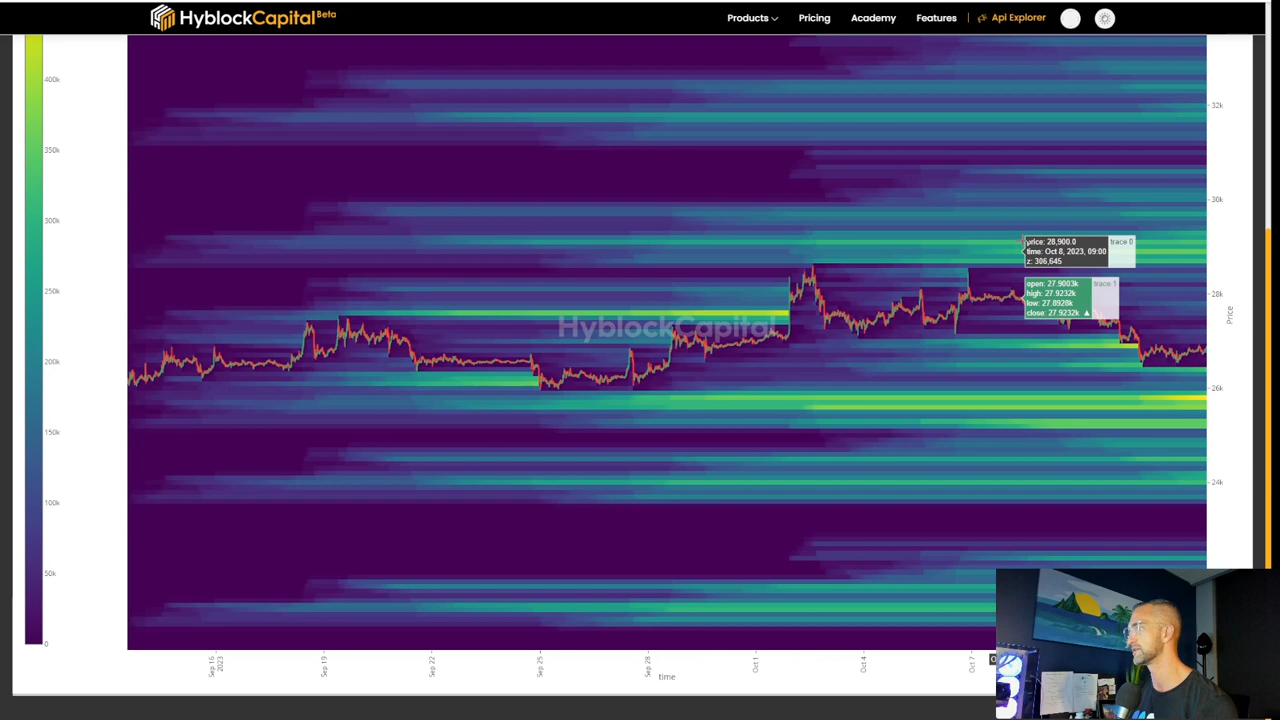 HyblockCapital Beta
Products Pricing Academy Features Api Explorer
400k
350k
300k
250k
200k
150k
100k
50k
0
32k
30k
28k
26k
24k
Price
HyblockCapital
price: 28,900.0
time: Oct 8, 2023, 09:00
z: 306,645
trace 0
open: 27.9003k
high: 27.9232k
low: 27.8928k
close: 27.9232k ▲
trace 1
Sep 16
2023
Sep 19
Sep 22
Sep 25
Sep 28
Oct 1
Oct 4
Oct 7
time